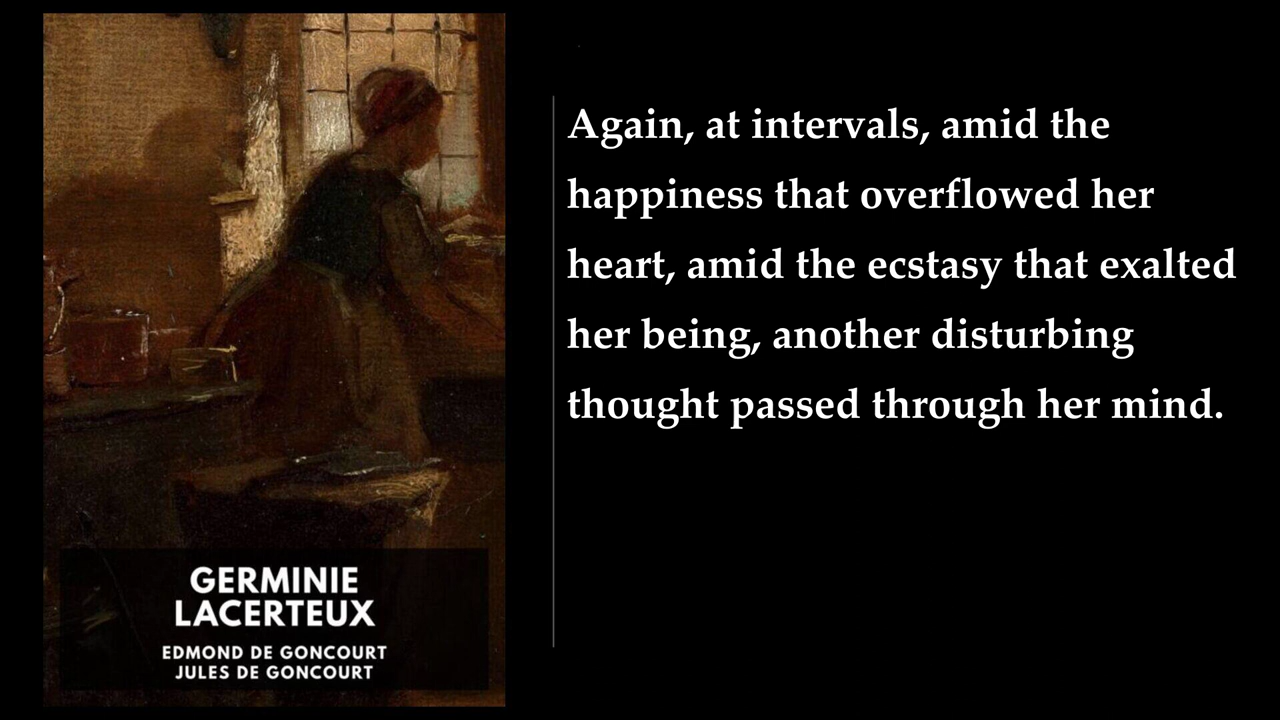 Again, at intervals, amid the
happiness that overflowed her
heart, amid the ecstasy that exalted
her being, another disturbing
thought passed through her mind.
GERMINIE
LACERTEUX
EDMOND DE GONCOURT
JULES DE GONCOURT